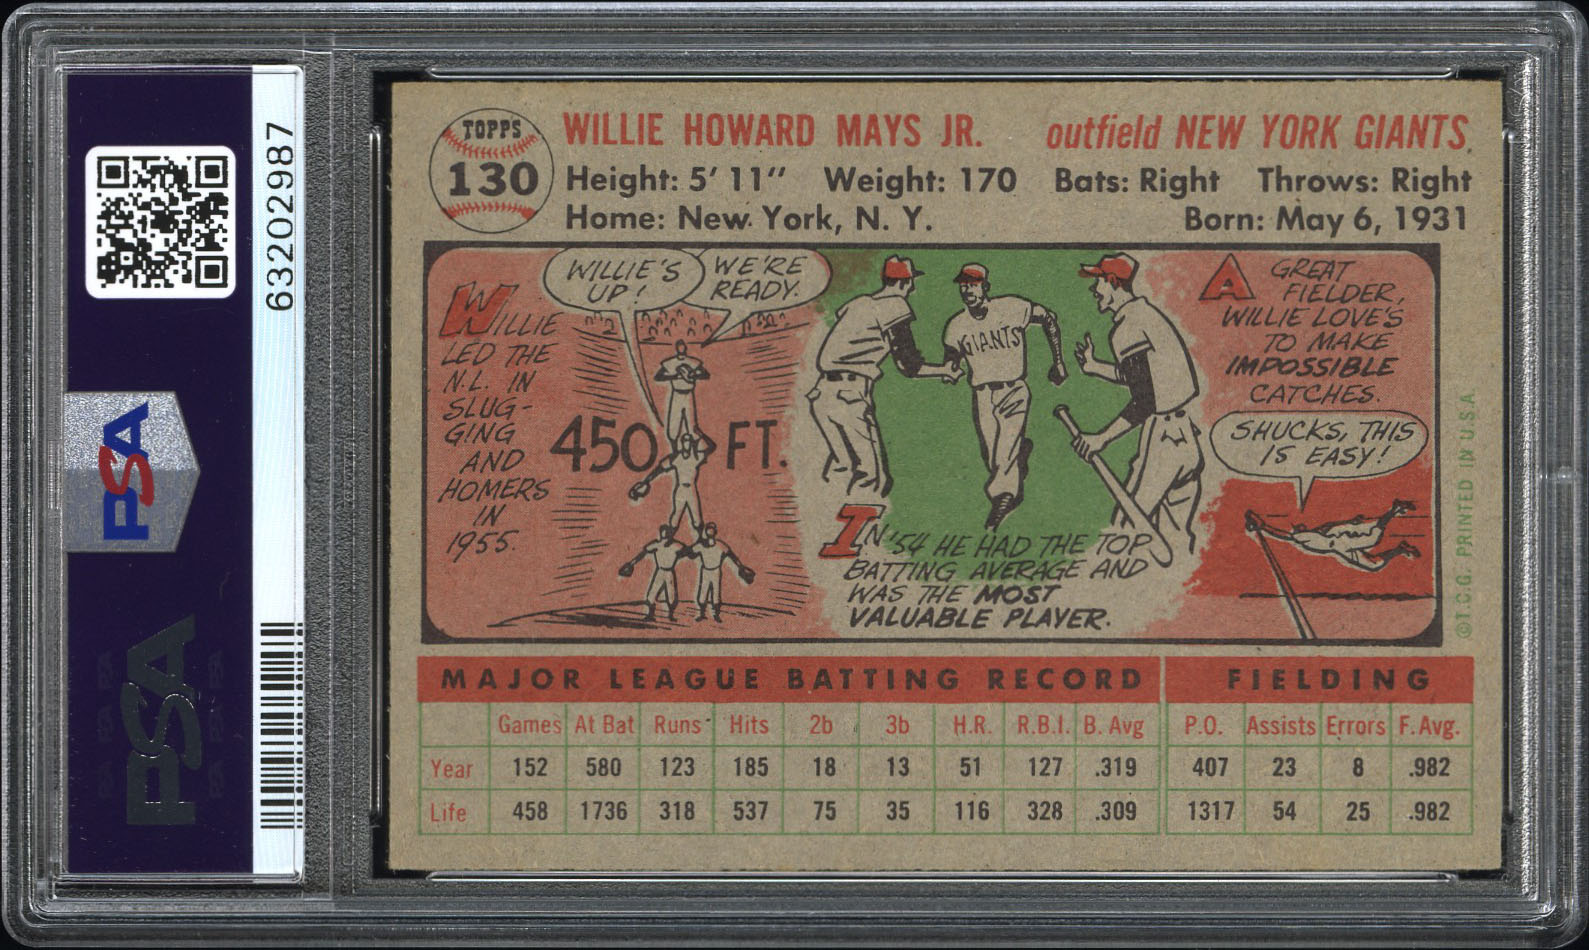 63202987
PSA
PSA
TOPPS
130
WILLIE HOWARD MAYS JR. outfield NEW YORK GIANTS
Height: 5' 11" Weight: 170 Bats: Right Throws: Right
Home: New York, N. Y. Born: May 6, 1931
WILLIE
LED THE
N.L. IN
SLUG-
GING
AND
HOMERS
IN
1955.
WILLIE'S
UP!
WE'RE
READY.
450 FT.
GIANTS
IN '54 HE HAD THE TOP
BATTING AVERAGE AND
WAS THE MOST
VALUABLE PLAYER.
A GREAT
FIELDER,
WILLIE LOVE'S
TO MAKE
IMPOSSIBLE
CATCHES.
SHUCKS, THIS
IS EASY!
©T.C.G. PRINTED IN U.S.A.
MAJOR LEAGUE BATTING RECORD FIELDING
Games At Bat Runs Hits 2b 3b H.R. R.B.I. B. Avg P.O. Assists Errors F. Avg.
Year 152 580 123 185 18 13 51 127 .319 407 23 8 .982
Life 458 1736 318 537 75 35 116 328 .309 1317 54 25 .982